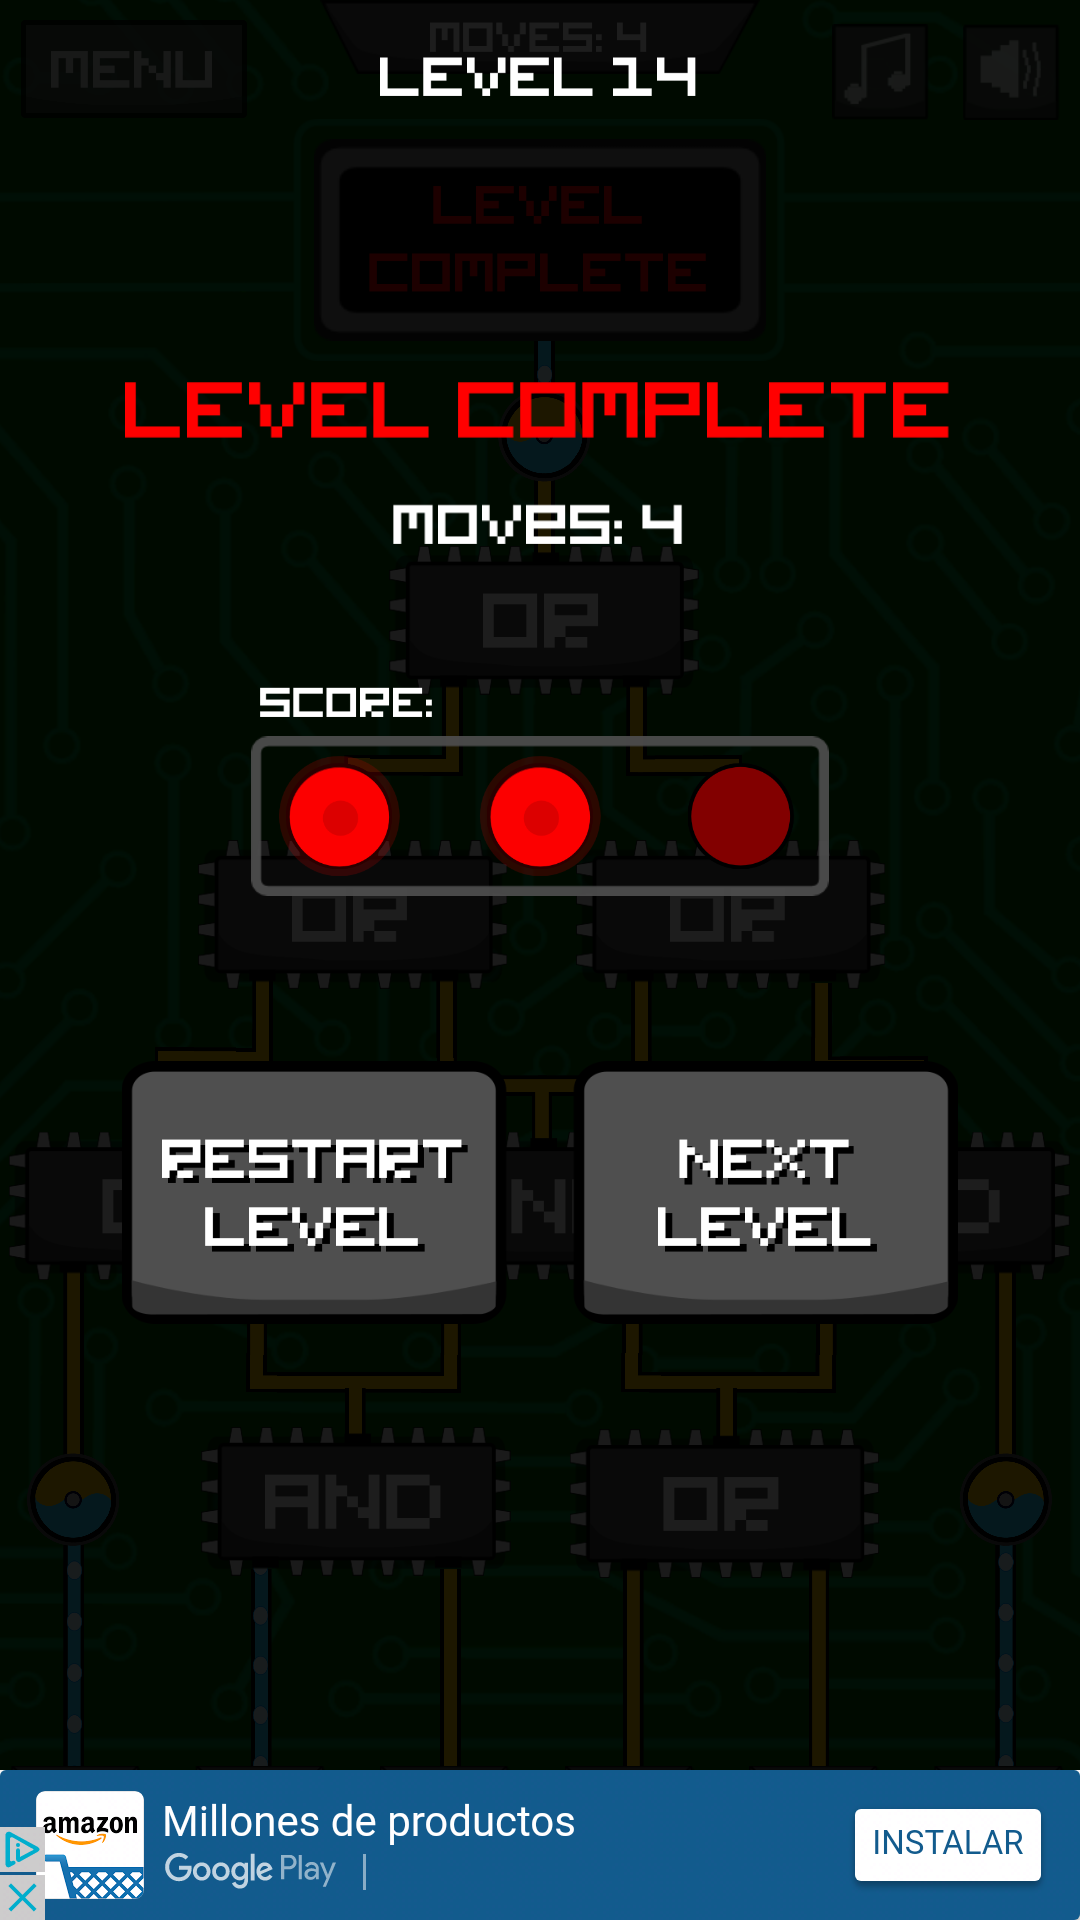 MOVES: 4
MENU
LEVEL 14
LEVEL
COMPLETE
LEVEL COMPLETE
MOVES: 4
OR
SCORE:
OR
OR
RESTART
LEVEL
NEXT
LEVEL
AND
OR
amazon
Millones de productos
Google Play
INSTALAR